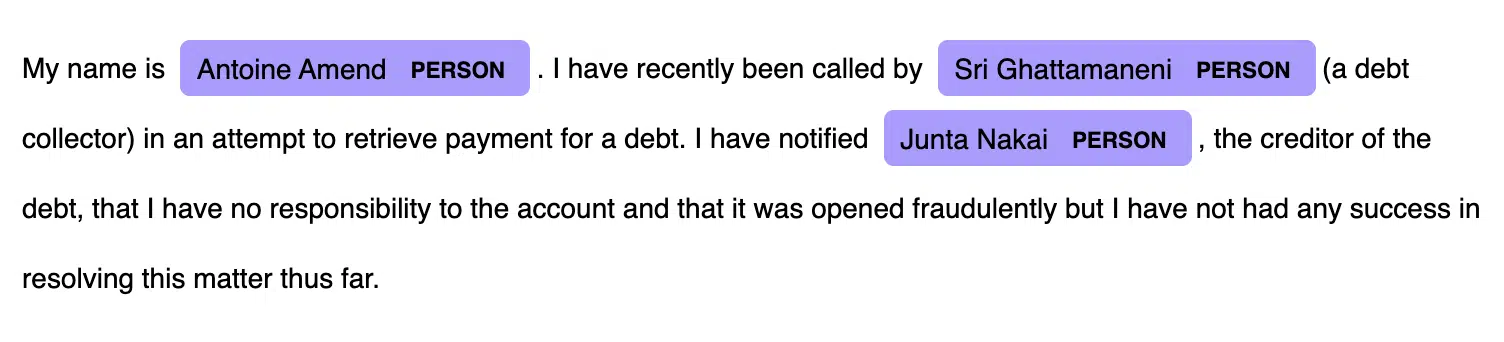 My name is Antoine Amend PERSON . I have recently been called by Sri Ghattamaneni PERSON (a debt
collector) in an attempt to retrieve payment for a debt. I have notified Junta Nakai PERSON , the creditor of the
debt, that I have no responsibility to the account and that it was opened fraudulently but I have not had any success in
resolving this matter thus far.